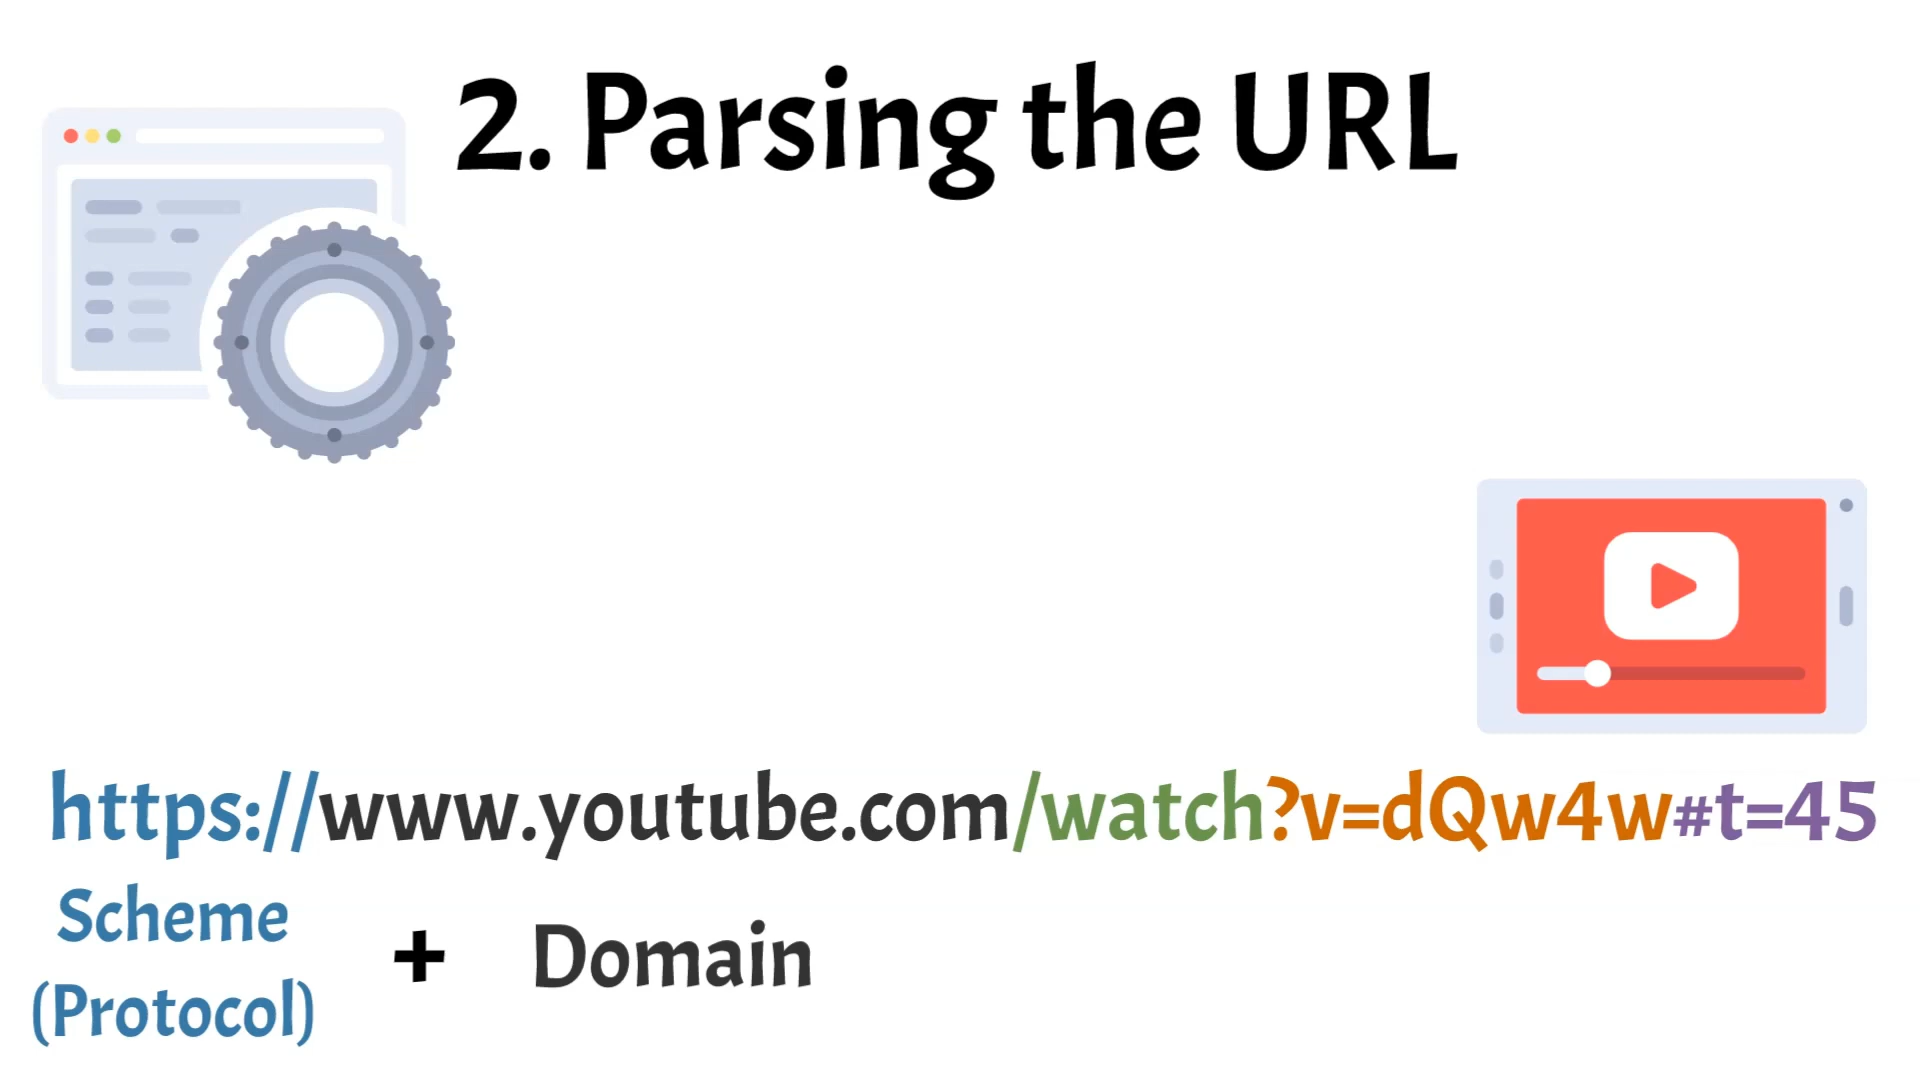 2. Parsing the URL
https://www.youtube.com/watch?v=dQw4w#t=45
Scheme
(Protocol)
+
Domain